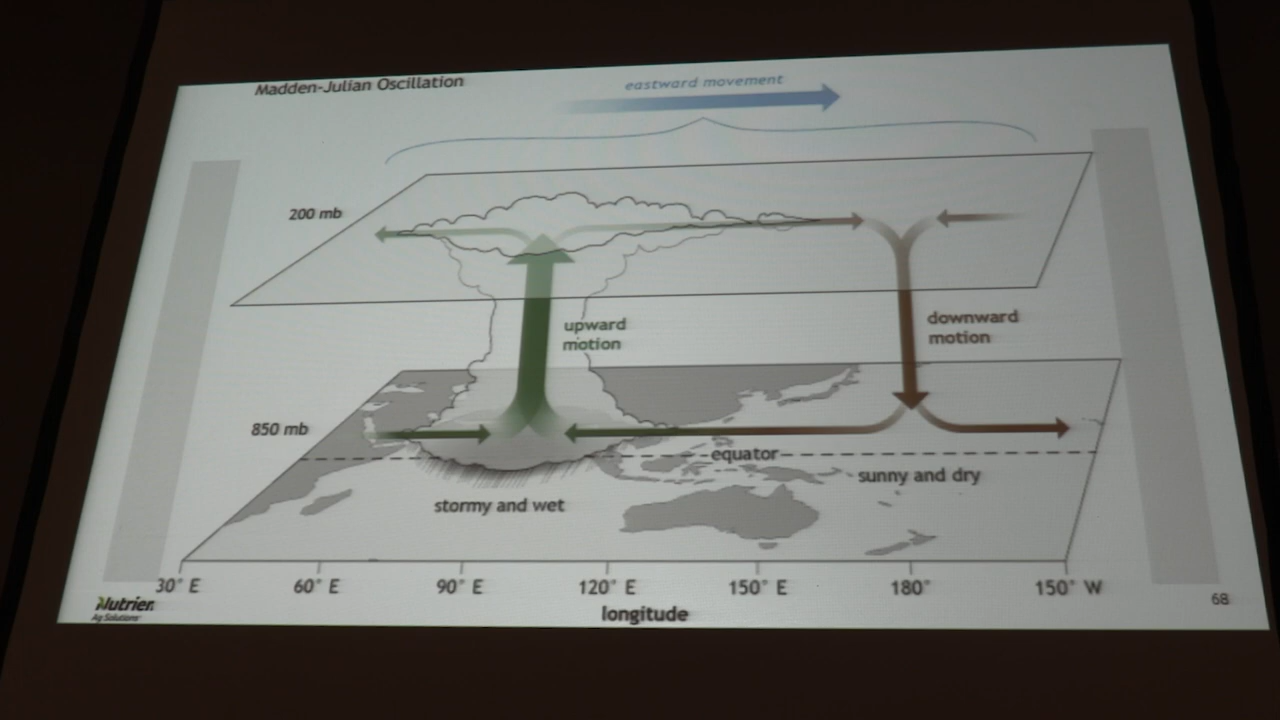 Madden-Julian Oscillation
eastward movement
200 mb
upward
motion
downward
motion
850 mb
equator
sunny and dry
stormy and wet
30° E
60° E
90° E
120° E
150° E
180°
150° W
longitude
68
Nutrien
Ag Solutions